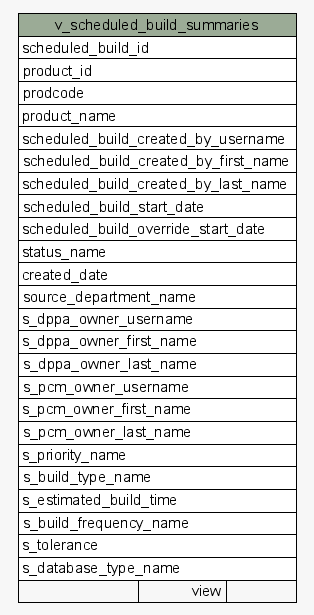 v_scheduled_build_summaries
scheduled_build_id
product_id
prodcode
product_name
scheduled_build_created_by_username
scheduled_build_created_by_first_name
scheduled_build_created_by_last_name
scheduled_build_start_date
scheduled_build_override_start_date
status_name
created_date
source_department_name
s_dppa_owner_username
s_dppa_owner_first_name
s_dppa_owner_last_name
s_pcm_owner_username
s_pcm_owner_first_name
s_pcm_owner_last_name
s_priority_name
s_build_type_name
s_estimated_build_time
s_build_frequency_name
s_tolerance
s_database_type_name
view